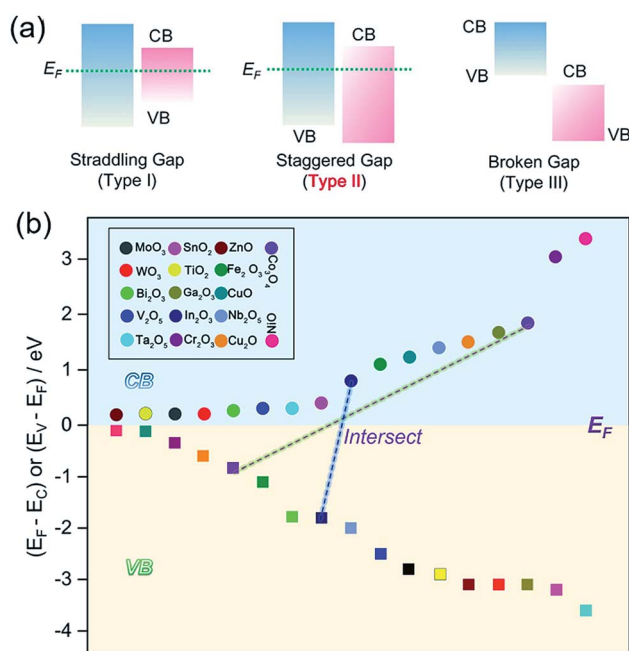 (a)
CB
CB
CB
E_F
E_F
VB
CB
VB
VB
VB
Straddling Gap
(Type I)
Staggered Gap
(Type II)
Broken Gap
(Type III)
(b)
MoO₃ SnO₂ ZnO
WO₃ TiO₂ Fe₂O₃
Bi₂O₃ Ga₂O₃ CuO
V₂O₅ In₂O₃ Nb₂O₅
Ta₂O₅ Cr₂O₃ Cu₂O
Co₃O₄
NiO
3
2
1
0
-1
-2
-3
-4
(E_F - E_C) or (E_V - E_F) / eV
CB
Intersect
E_F
VB